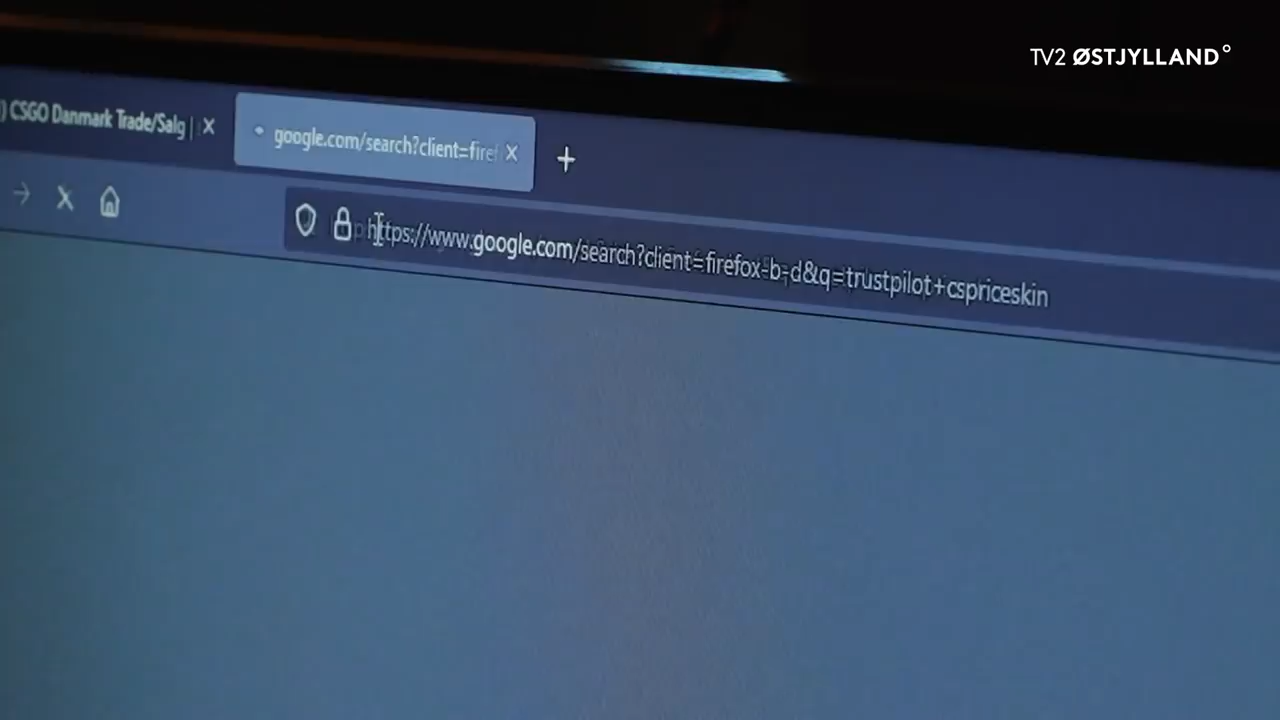 TV2 ØSTJYLLAND°
) CSGO Danmark Trade/Salg |
google.com/search?client=firef
https://www.google.com/search?client=firefox-b-d&q=trustpilot+cspriceskin